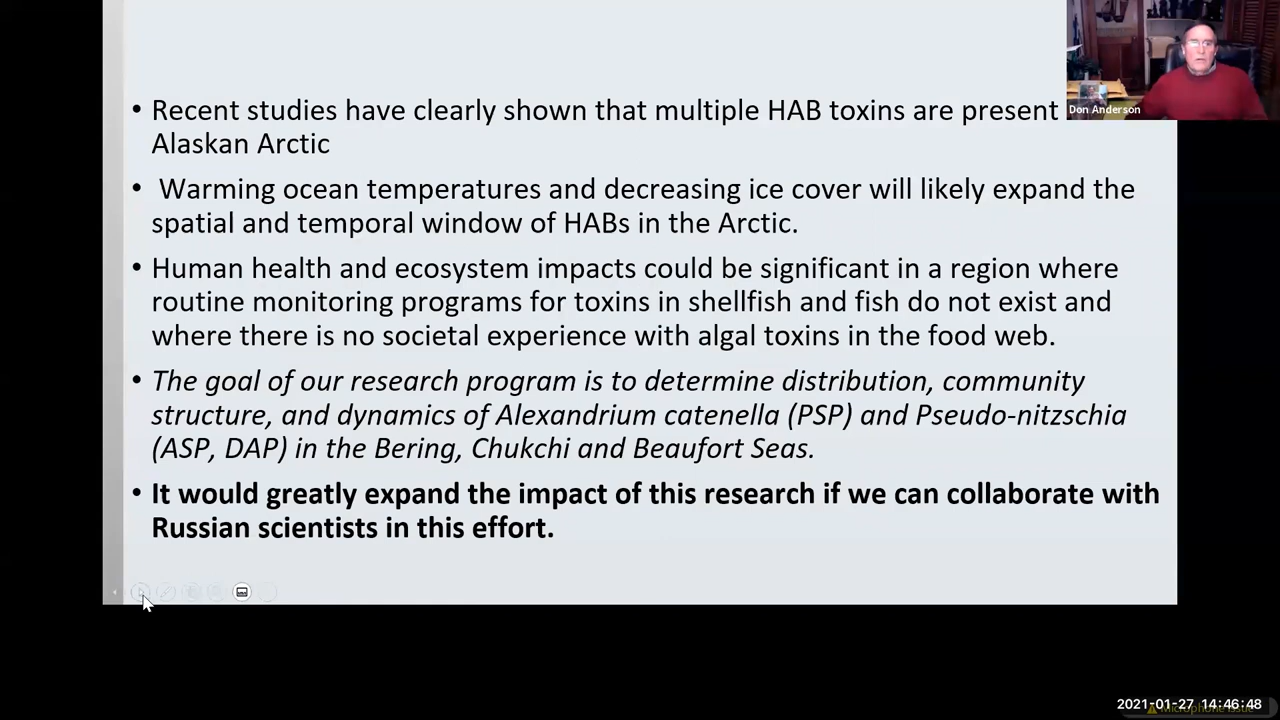 • Recent studies have clearly shown that multiple HAB toxins are present
Alaskan Arctic
• Warming ocean temperatures and decreasing ice cover will likely expand the
spatial and temporal window of HABs in the Arctic.
• Human health and ecosystem impacts could be significant in a region where
routine monitoring programs for toxins in shellfish and fish do not exist and
where there is no societal experience with algal toxins in the food web.
• The goal of our research program is to determine distribution, community
structure, and dynamics of Alexandrium catenella (PSP) and Pseudo-nitzschia
(ASP, DAP) in the Bering, Chukchi and Beaufort Seas.
• It would greatly expand the impact of this research if we can collaborate with
Russian scientists in this effort.
Don Anderson
2021-01-27 14:46:48